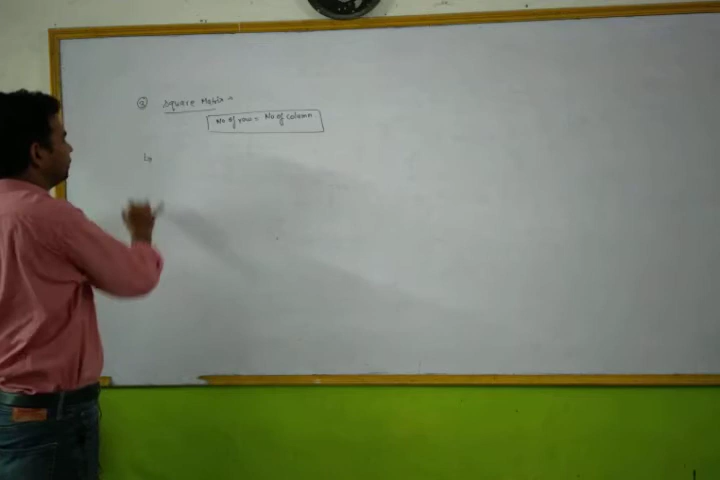 ② Square Matrix :-
No of row = No of column
↳